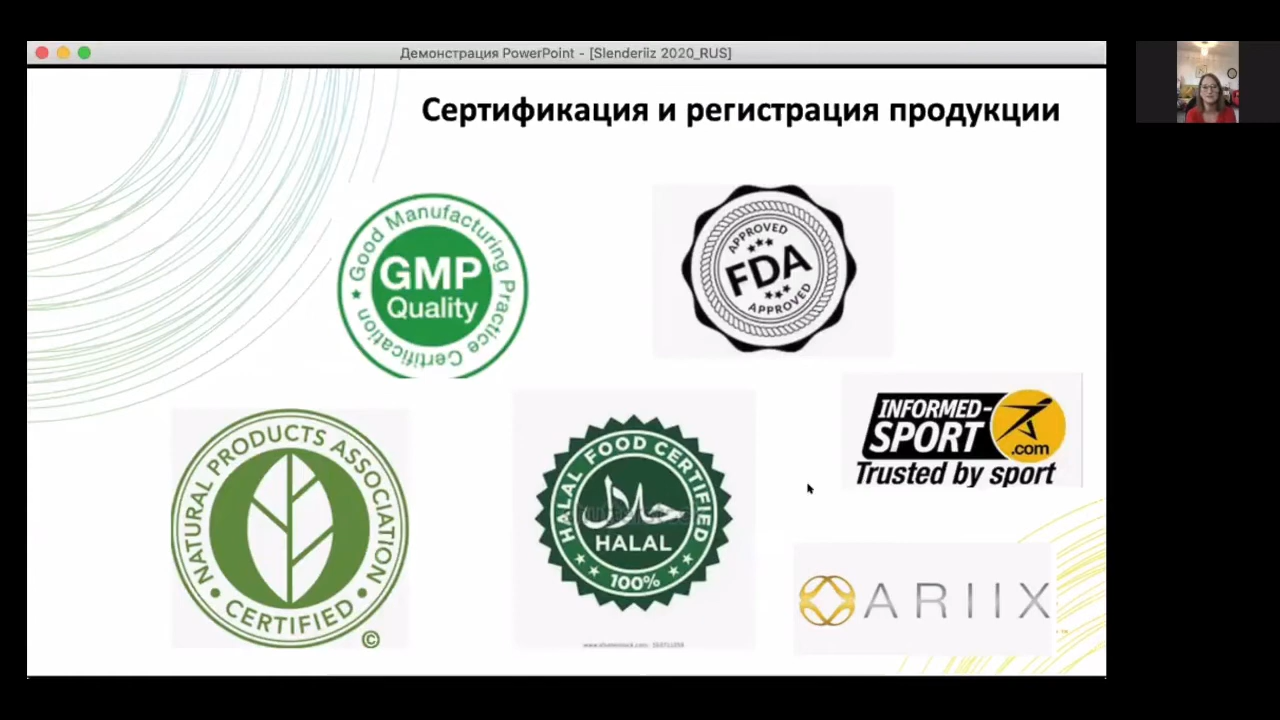 Демонстрация PowerPoint - [Slenderiiz 2020_RUS]
Сертификация и регистрация продукции
Good Manufacturing Practice Certification
GMP
Quality
APPROVED
FDA
APPROVED
INFORMED-
SPORT
.com
Trusted by sport
NATURAL PRODUCTS ASSOCIATION
CERTIFIED
©
HALAL FOOD CERTIFIED
حلال
HALAL
100%
ARIIX